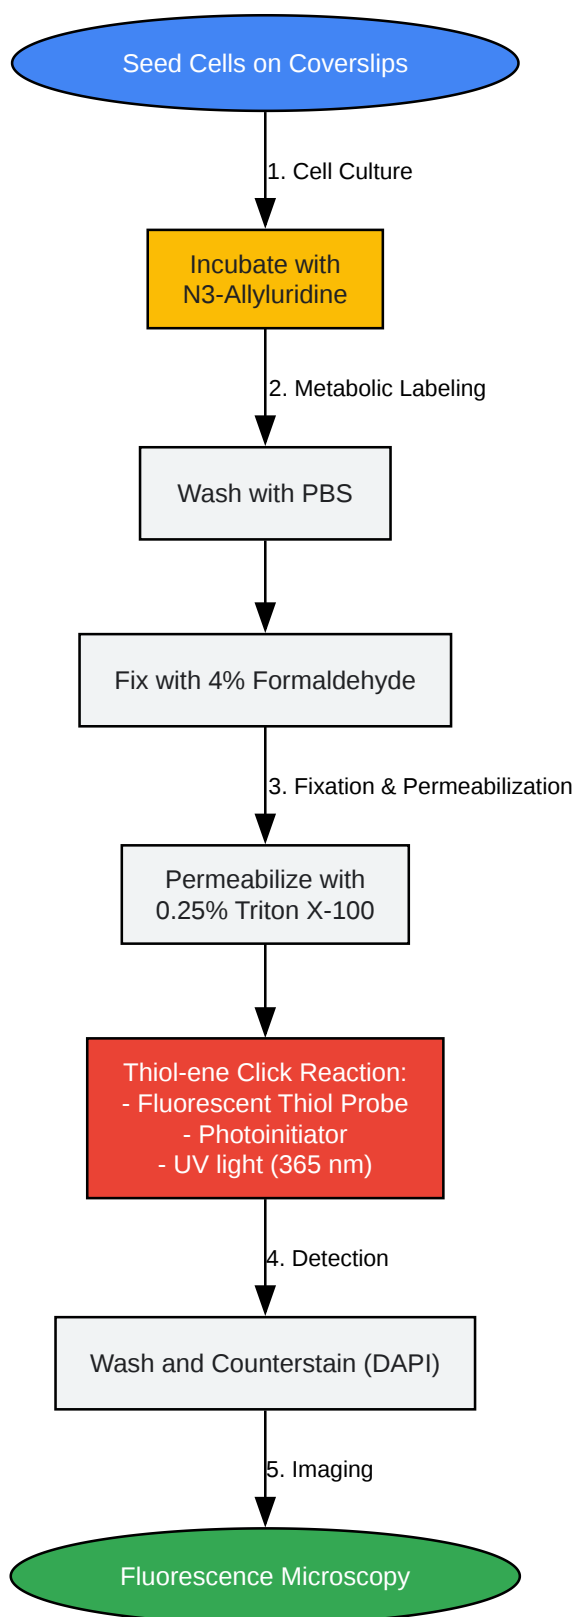 Seed Cells on Coverslips
1. Cell Culture
Incubate with
N3-Allyluridine
2. Metabolic Labeling
Wash with PBS
Fix with 4% Formaldehyde
3. Fixation & Permeabilization
Permeabilize with
0.25% Triton X-100
Thiol-ene Click Reaction:
- Fluorescent Thiol Probe
- Photoinitiator
- UV light (365 nm)
4. Detection
Wash and Counterstain (DAPI)
5. Imaging
Fluorescence Microscopy